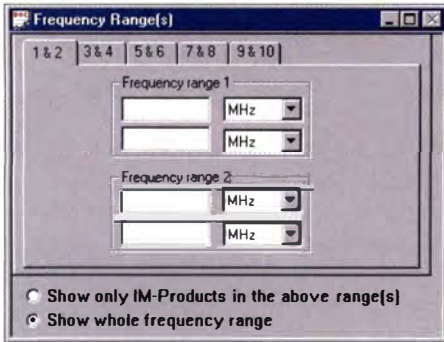 Frequency Range(s)
1 & 2 3 & 4 5 & 6 7 & 8 9 & 10
Frequency range 1
MHz
MHz
Frequency range 2
MHz
MHz
Show only IM-Products in the above range(s)
Show whole frequency range